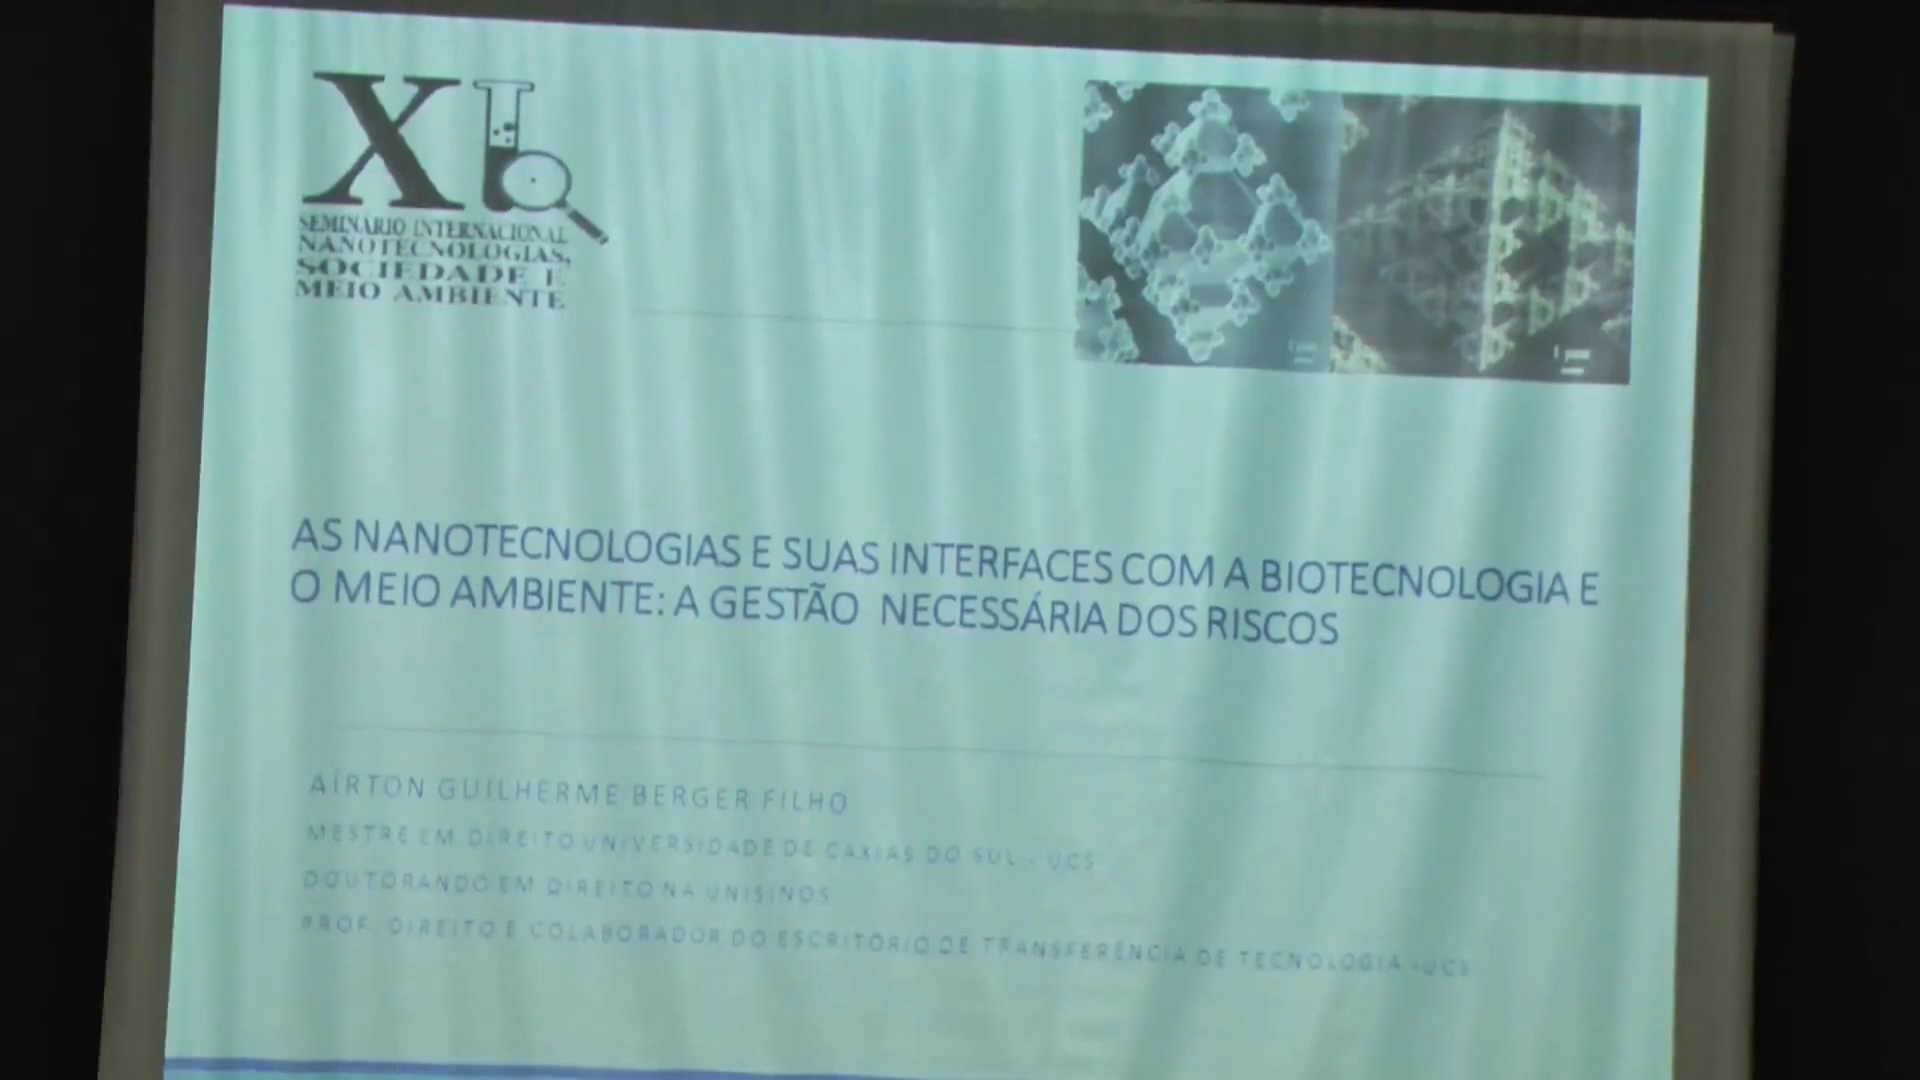 XI
SEMINÁRIO INTERNACIONAL
NANOTECNOLOGIAS,
SOCIEDADE E
MEIO AMBIENTE
AS NANOTECNOLOGIAS E SUAS INTERFACES COM A BIOTECNOLOGIA E
O MEIO AMBIENTE: A GESTÃO NECESSÁRIA DOS RISCOS
AÍRTON GUILHERME BERGER FILHO
MESTRE EM DIREITO UNIVERSIDADE DE CAXIAS DO SUL - UCS
DOUTORANDO EM DIREITO NA UNISINOS
PROF. DIREITO E COLABORADOR DO ESCRITÓRIO DE TRANSFERÊNCIA DE TECNOLOGIA -UCS